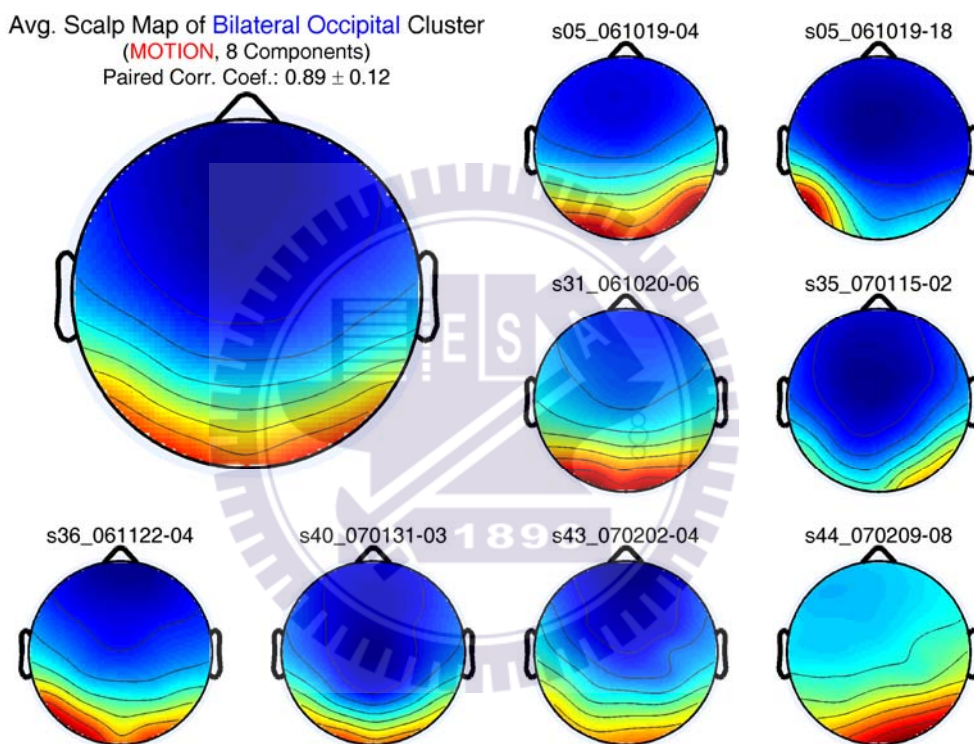 Avg. Scalp Map of Bilateral Occipital Cluster
(MOTION, 8 Components)
Paired Corr. Coef.: 0.89 ± 0.12
s05_061019-04
s05_061019-18
s31_061020-06
s35_070115-02
E S A
1896
s36_061122-04
s40_070131-03
s43_070202-04
s44_070209-08